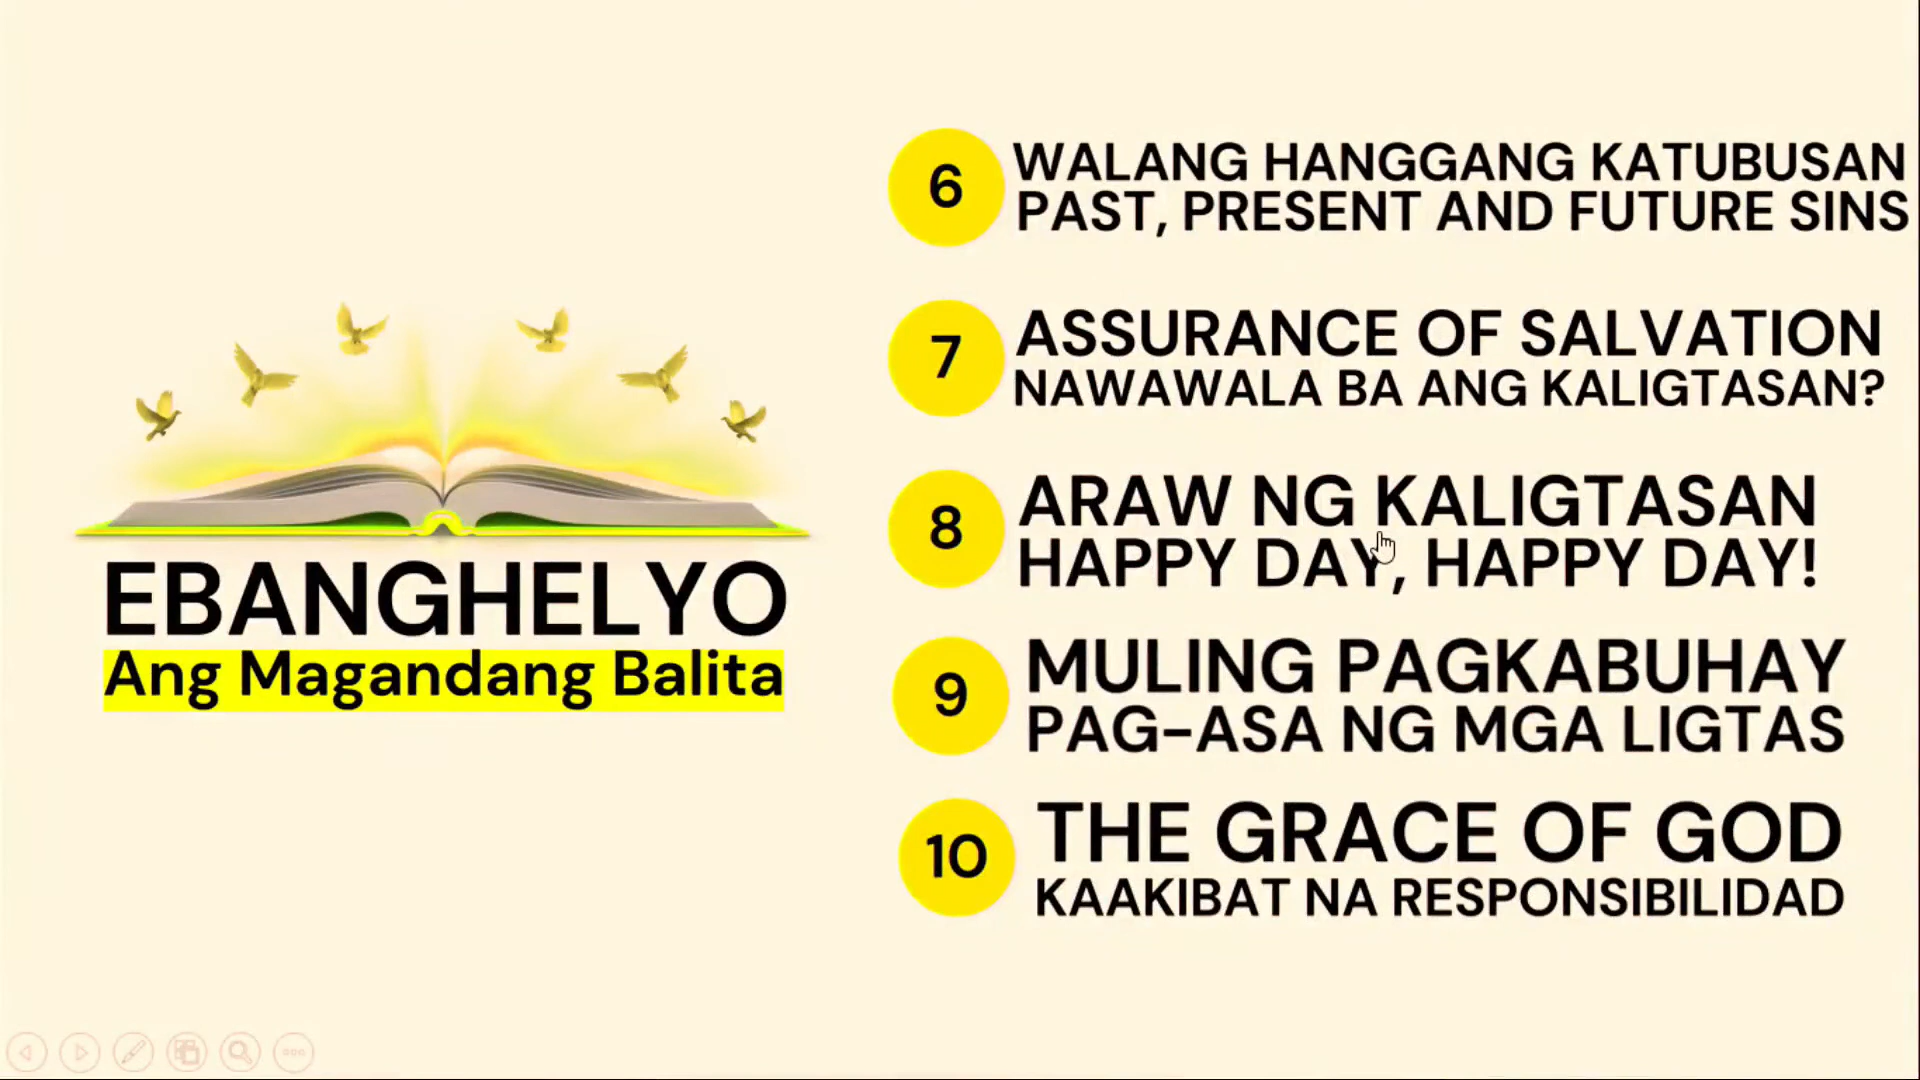 EBANGHELYO
Ang Magandang Balita
6
WALANG HANGGANG KATUBUSAN
PAST, PRESENT AND FUTURE SINS
7
ASSURANCE OF SALVATION
NAWAWALA BA ANG KALIGTASAN?
8
ARAW NG KALIGTASAN
HAPPY DAY, HAPPY DAY!
9
MULING PAGKABUHAY
PAG-ASA NG MGA LIGTAS
10
THE GRACE OF GOD
KAAKIBAT NA RESPONSIBILIDAD